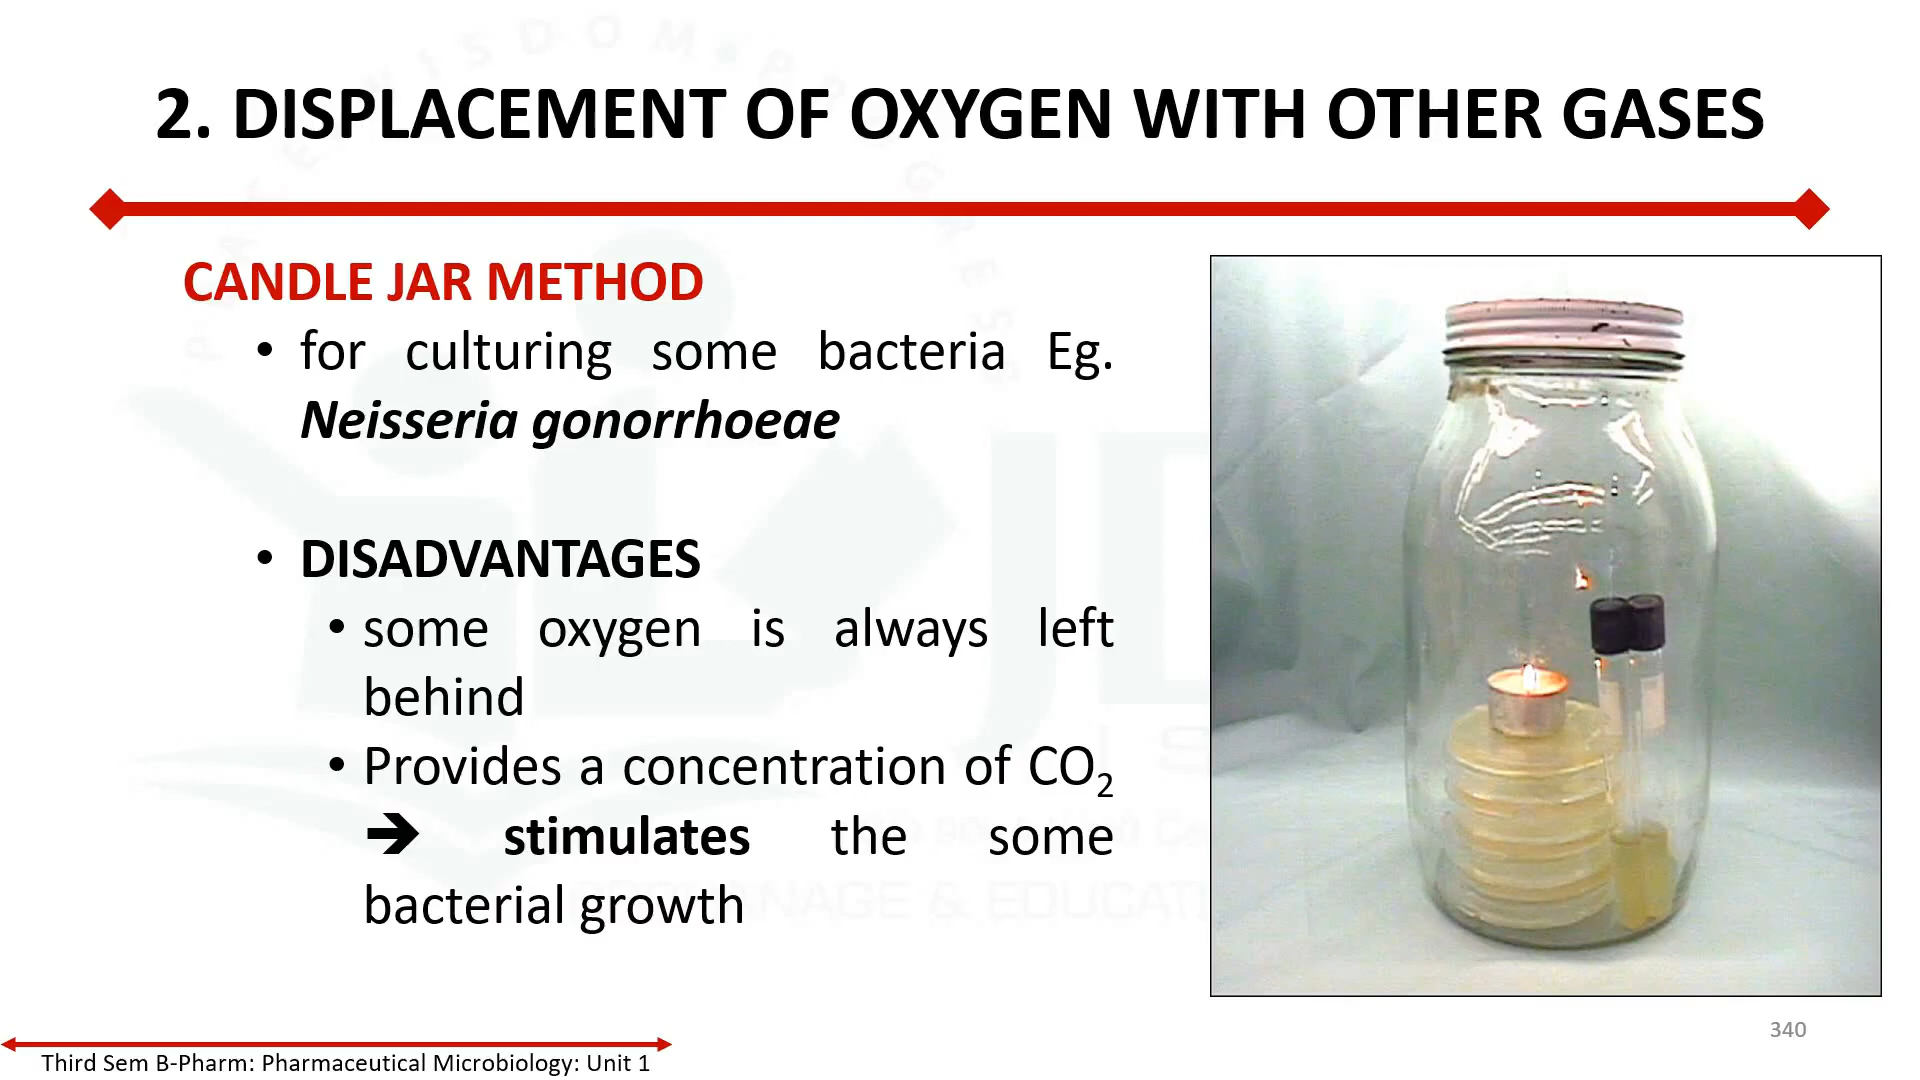 2. DISPLACEMENT OF OXYGEN WITH OTHER GASES
CANDLE JAR METHOD
• for culturing some bacteria Eg.
Neisseria gonorrhoeae
• DISADVANTAGES
• some oxygen is always left
behind
• Provides a concentration of CO₂
➔ stimulates the some
bacterial growth
340
Third Sem B-Pharm: Pharmaceutical Microbiology: Unit 1